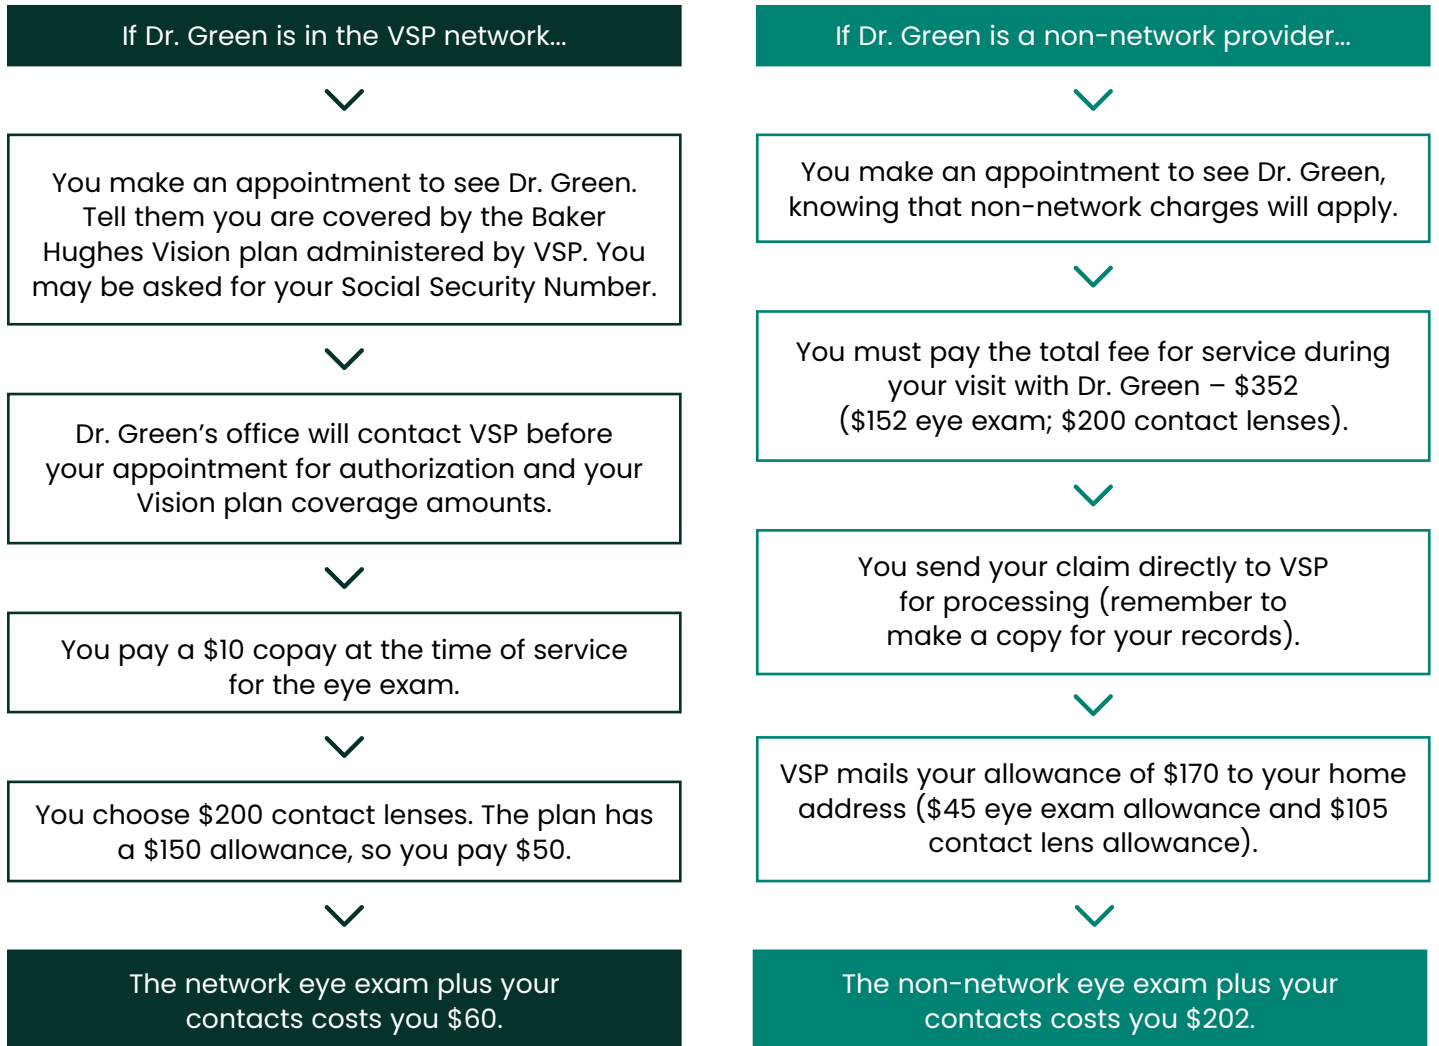 If Dr. Green is in the VSP network...
You make an appointment to see Dr. Green.
Tell them you are covered by the Baker
Hughes Vision plan administered by VSP. You
may be asked for your Social Security Number.
Dr. Green’s office will contact VSP before
your appointment for authorization and your
Vision plan coverage amounts.
You pay a $10 copay at the time of service
for the eye exam.
You choose $200 contact lenses. The plan has
a $150 allowance, so you pay $50.
The network eye exam plus your
contacts costs you $60.
If Dr. Green is a non-network provider...
You make an appointment to see Dr. Green,
knowing that non-network charges will apply.
You must pay the total fee for service during
your visit with Dr. Green – $352
($152 eye exam; $200 contact lenses).
You send your claim directly to VSP
for processing (remember to
make a copy for your records).
VSP mails your allowance of $170 to your home
address ($45 eye exam allowance and $105
contact lens allowance).
The non-network eye exam plus your
contacts costs you $202.